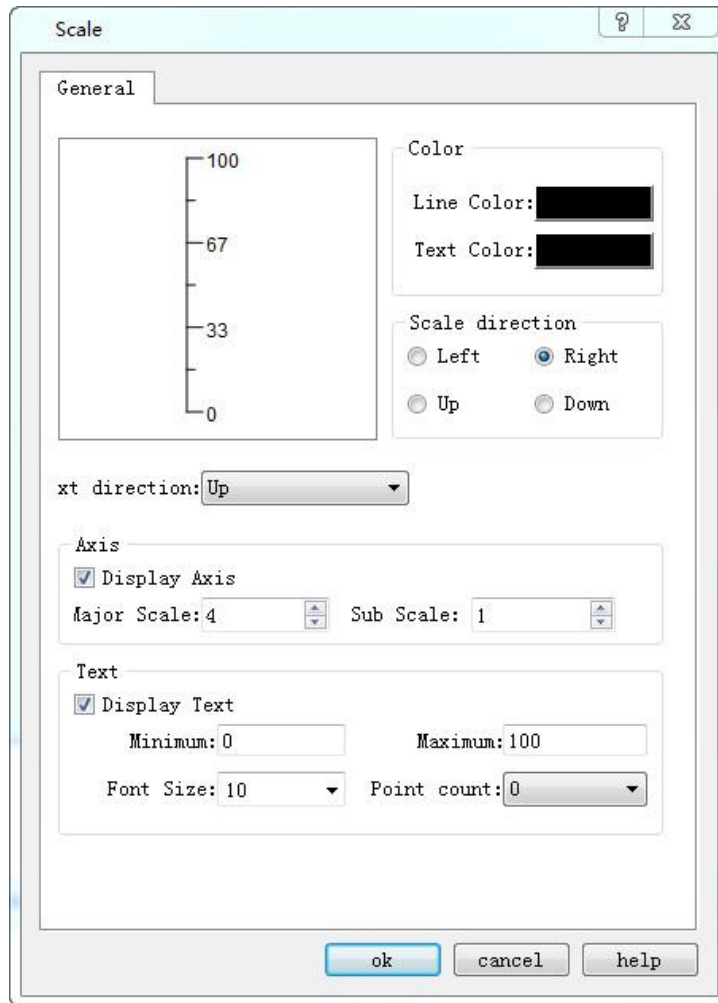 Scale
General
100
67
33
0
Color
Line Color:
Text Color:
Scale direction
Left Right
Up Down
xt direction: Up
Axis
Display Axis
Major Scale: 4 Sub Scale: 1
Text
Display Text
Minimum: 0 Maximum: 100
Font Size: 10 Point count: 0
ok cancel help